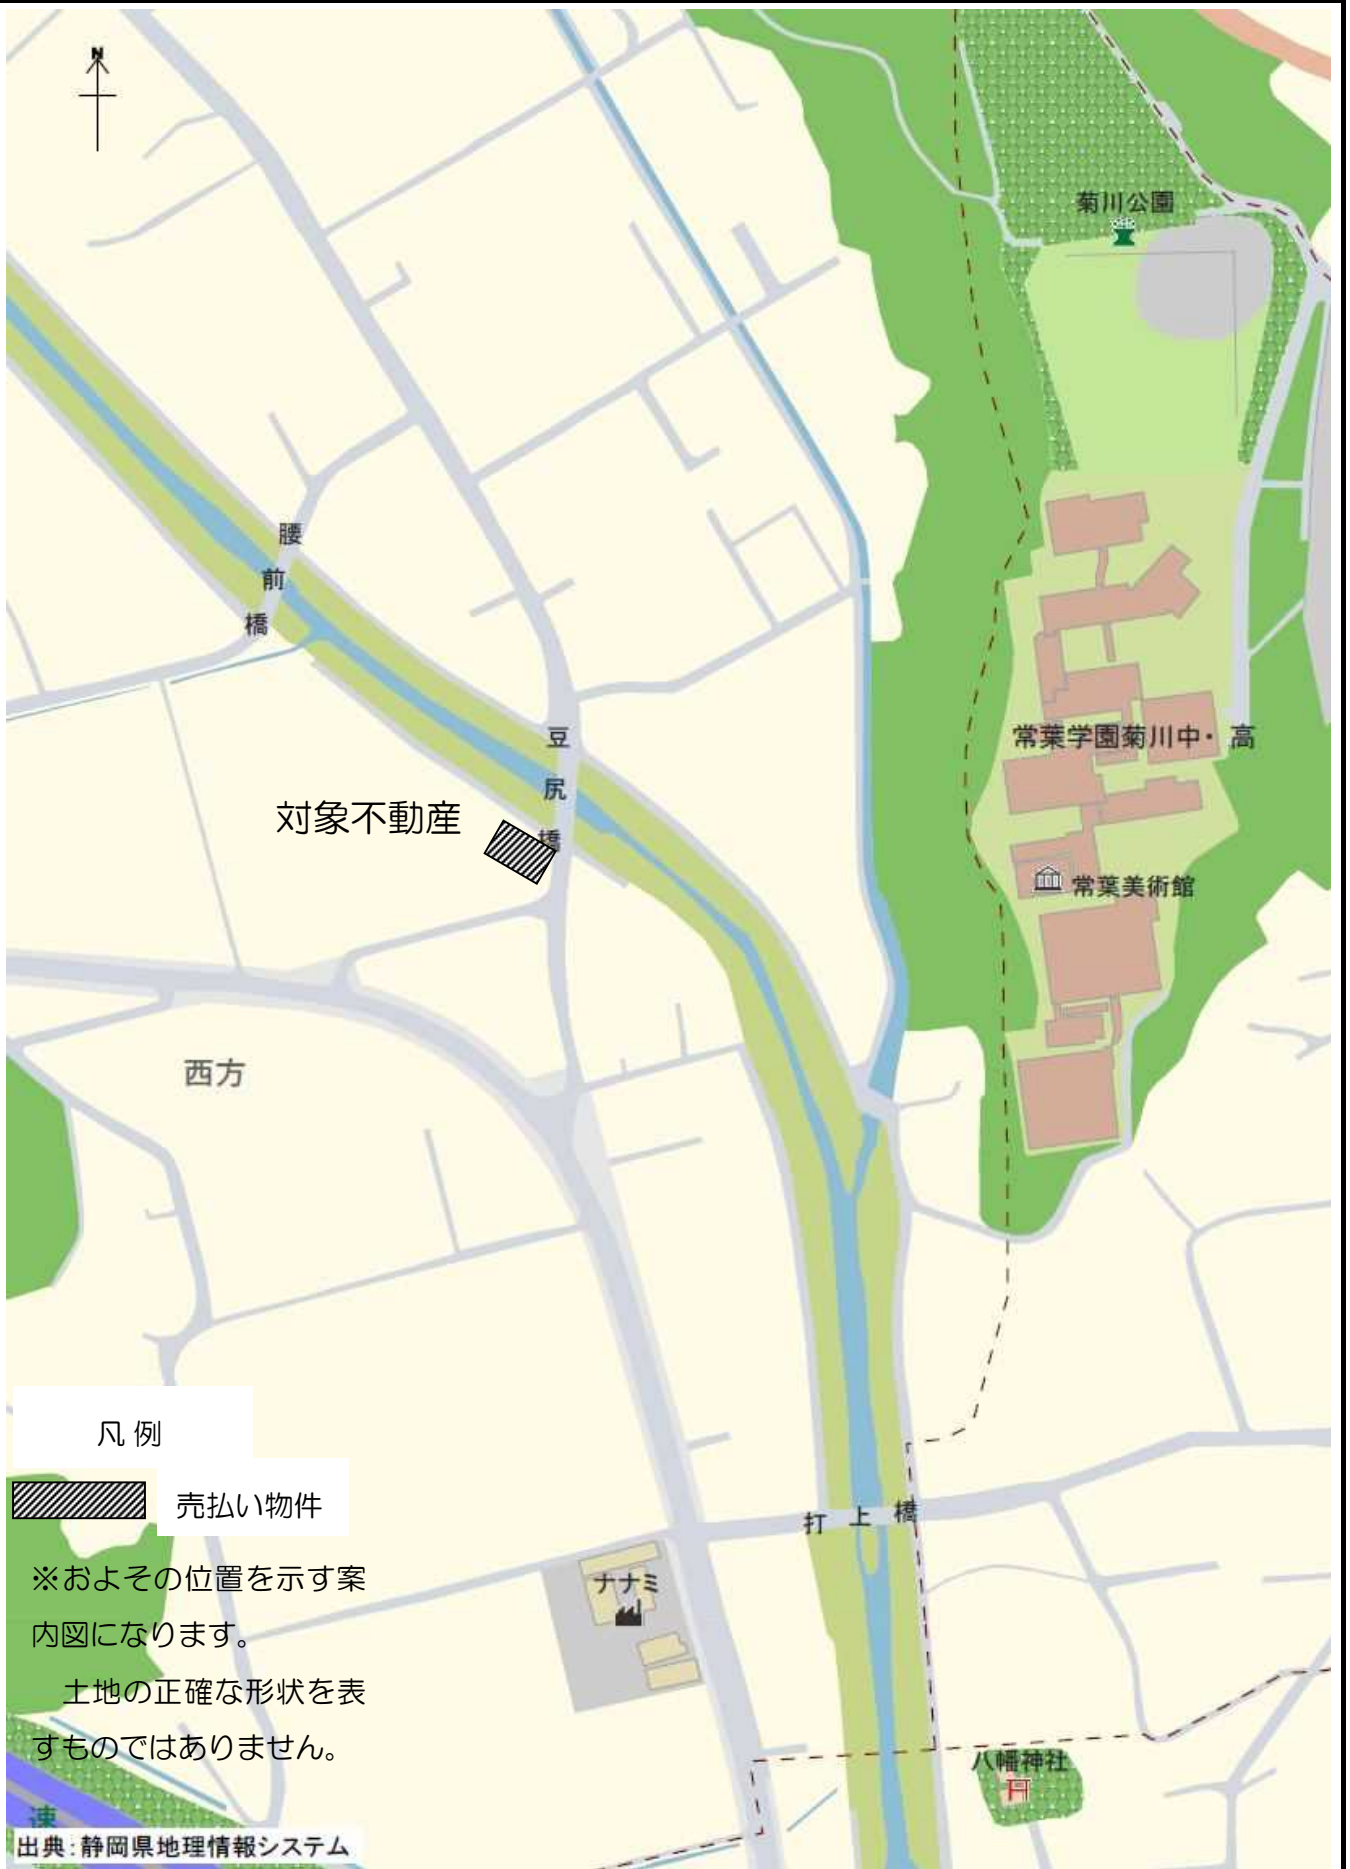 N
菊川公園
腰前橋
豆尻橋
常葉学園菊川中・高
対象不動産
常葉美術館
西方
凡例
売払い物件
打上橋
ナナミ
※およその位置を示す案
内図になります。
土地の正確な形状を表
すものではありません。
八幡神社
速
出典:静岡県地理情報システム